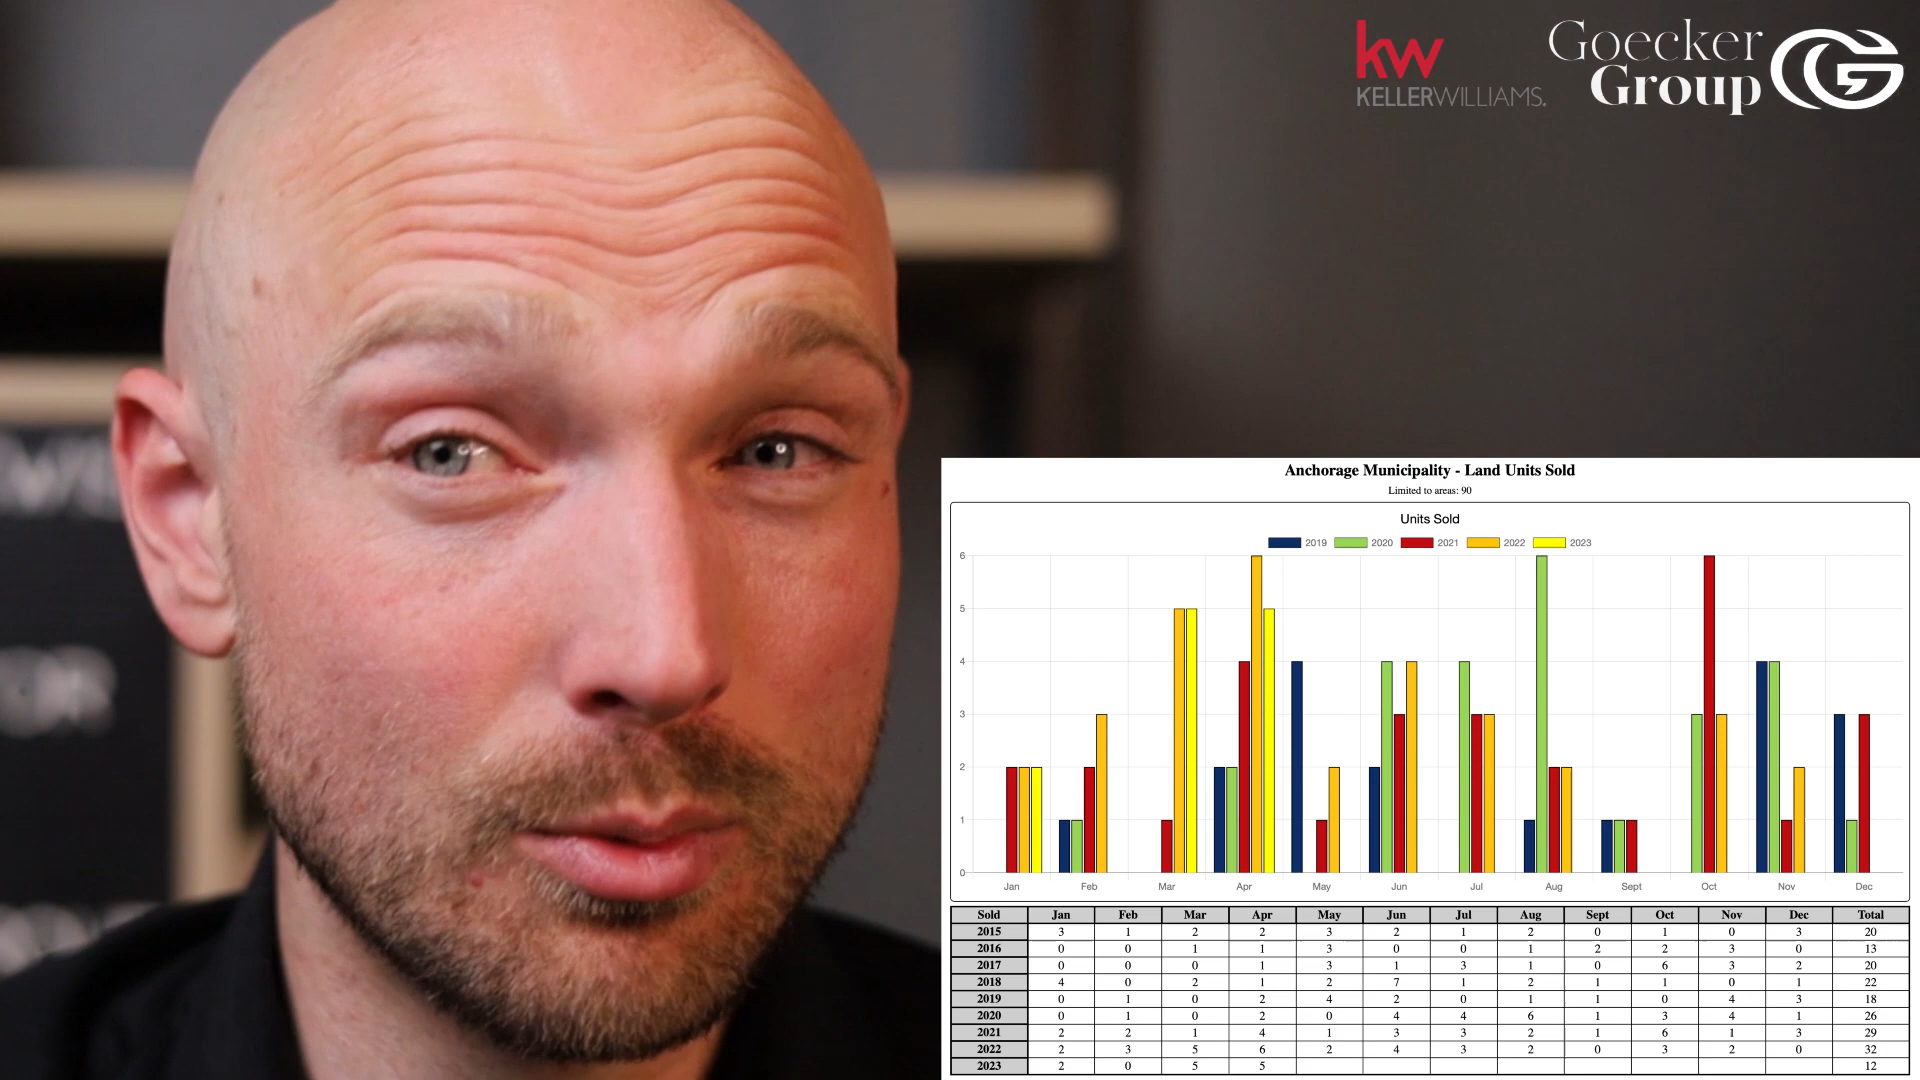 kw
KELLERWILLIAMS.
Goecker
Group
Anchorage Municipality - Land Units Sold
Limited to areas: 90
Units Sold
2019 2020 2021 2022 2023
6
5
4
3
2
1
0
Jan Feb Mar Apr May Jun Jul Aug Sept Oct Nov Dec
Sold Jan Feb Mar Apr May Jun Jul Aug Sept Oct Nov Dec Total
2015 3 1 2 2 3 2 1 2 0 1 0 3 20
2016 0 0 1 1 3 0 0 1 2 2 3 0 13
2017 0 0 0 1 3 1 3 1 0 6 3 2 20
2018 4 0 2 1 2 7 1 2 1 1 0 1 22
2019 0 1 0 2 4 2 0 1 1 0 4 3 18
2020 0 1 0 2 0 4 4 6 1 3 4 1 26
2021 2 2 1 4 1 3 3 2 1 6 1 3 29
2022 2 3 5 6 2 4 3 2 0 3 2 0 32
2023 2 0 5 5 12